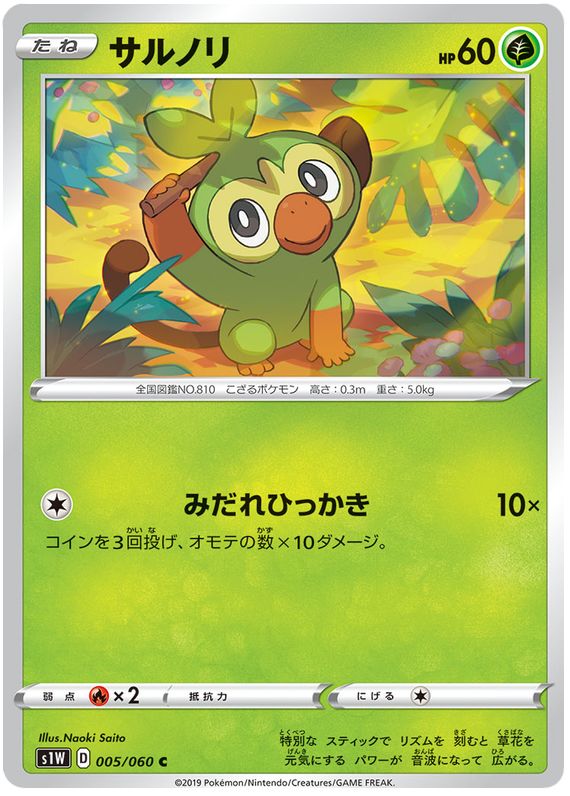 たね サルノリ HP60
全国図鑑NO.810 こざるポケモン 高さ:0.3m 重さ:5.0kg
みだれひっかき 10×
コインを3回投げ、オモテの数×10ダメージ。
弱点 ×2 抵抗力 にげる
Illus.Naoki Saito
s1W D 005/060 C
特別な スティックで リズムを 刻むと 草花を
元気にする パワーが 音波になって 広がる。
©2019 Pokémon/Nintendo/Creatures/GAME FREAK.